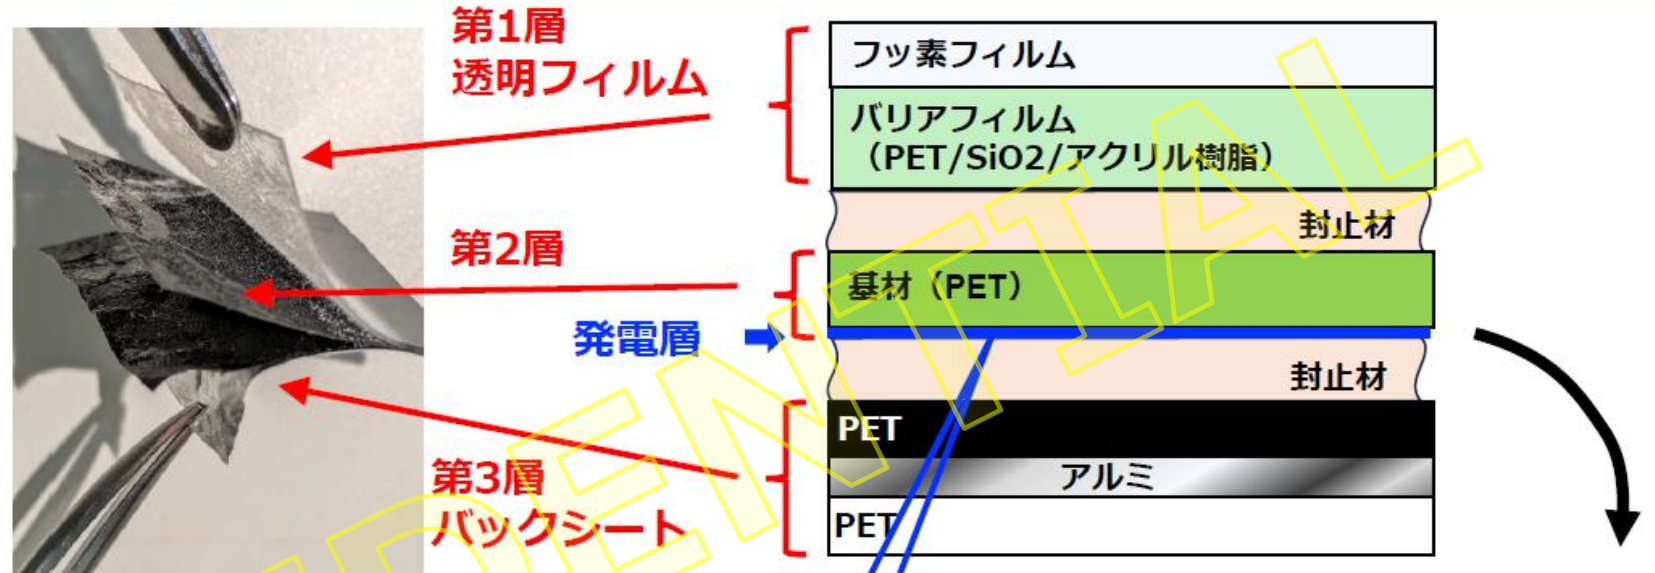 第1層
透明フィルム
フッ素フィルム
バリアフィルム
（PET/SiO2/アクリル樹脂）
封止材
第2層
基材（PET）
発電層
封止材
第3層
バックシート
PET
アルミ
PET
DENTIAL